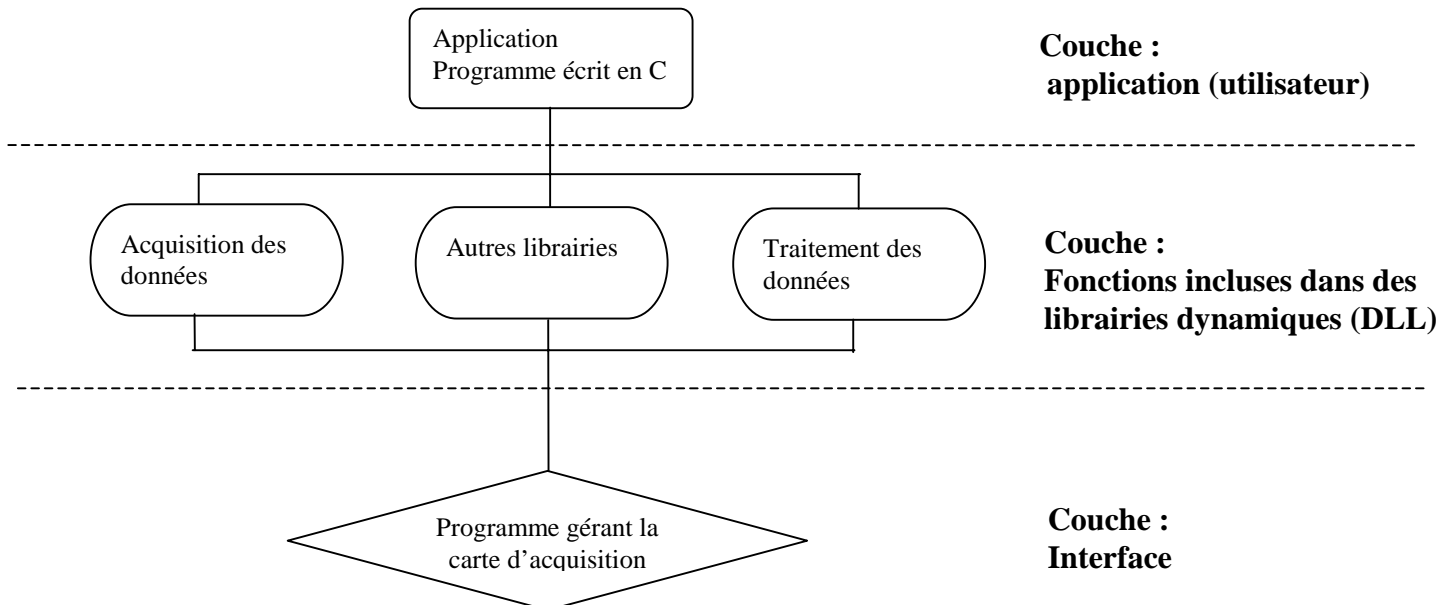 Application
Programme écrit en C
Couche :
application (utilisateur)
Acquisition des
données
Autres librairies
Traitement des
données
Couche :
Fonctions incluses dans des
librairies dynamiques (DLL)
Programme gérant la
carte d’acquisition
Couche :
Interface